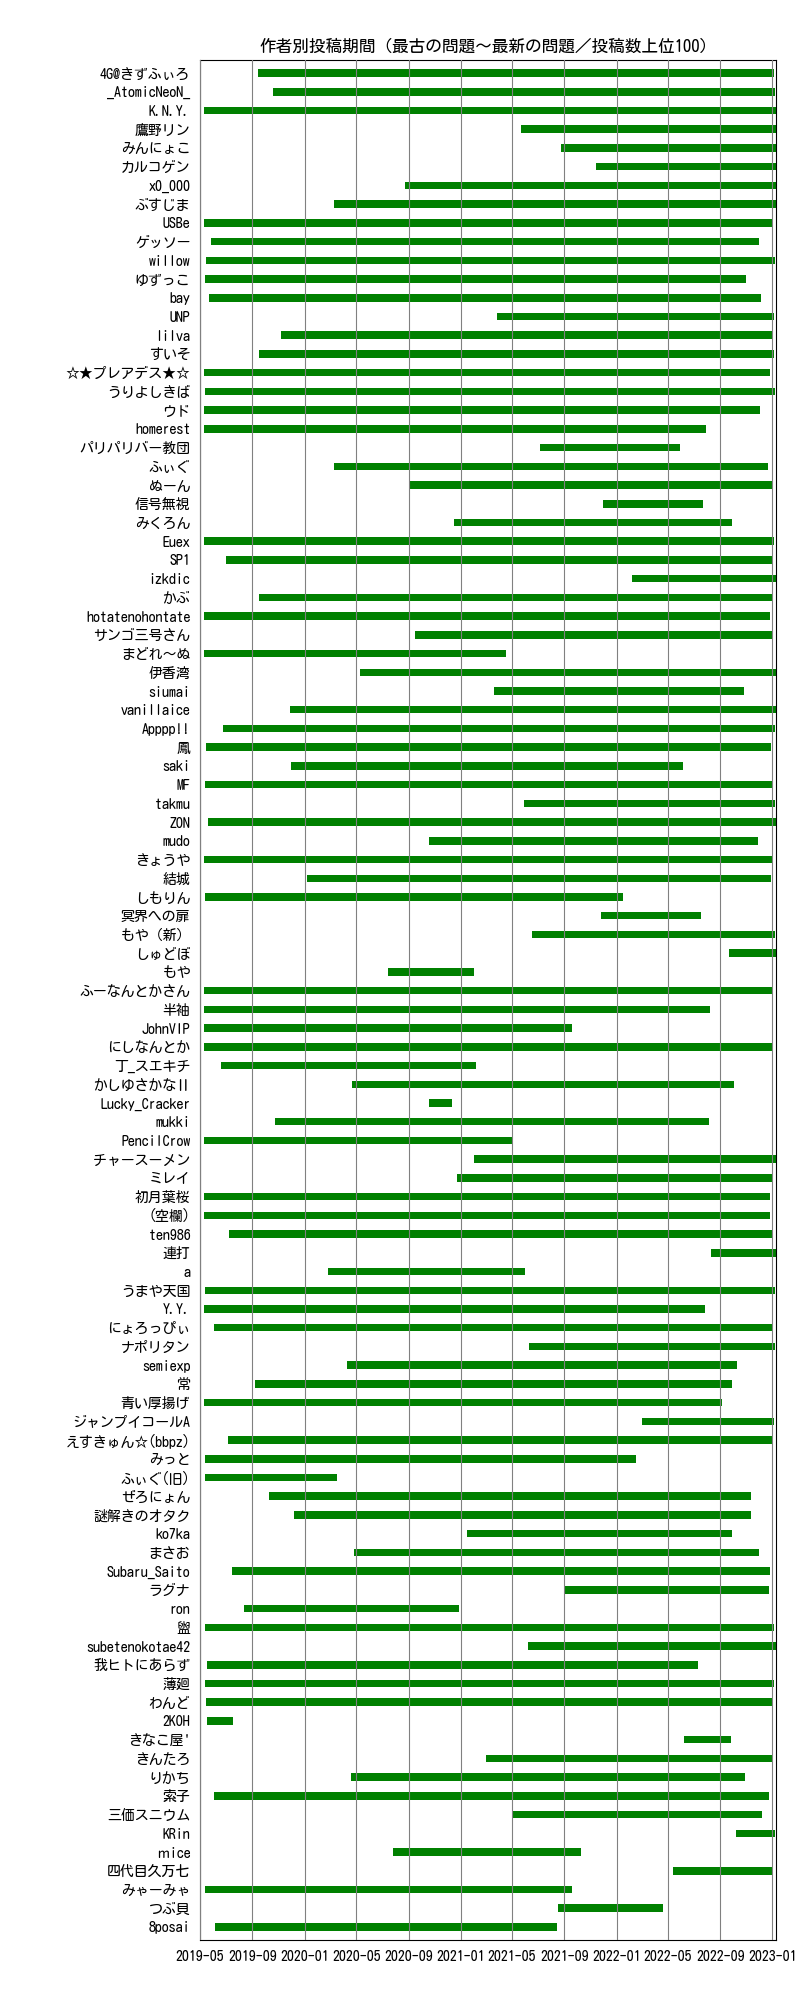 作者別投稿期間（最古の問題～最新の問題／投稿数上位100）
4G@きずふぃろ
_AtomicNeoN_
K.N.Y.
鷹野リン
みんにょこ
カルコゲン
x0_000
ぶすじま
USBe
ゲッソー
willow
ゆずっこ
bay
UNP
lilva
すいそ
☆★プレアデス★☆
うりよしきば
ウド
homerest
パリパリバー教団
ふぃぐ
ぬーん
信号無視
みくろん
Euex
SP1
izkdic
かぶ
hotatenohontate
サンゴ三号さん
まどれ～ぬ
伊香湾
siumai
vanillaice
Appppll
鳳
saki
MF
takmu
ZON
mudo
きょうや
結城
しもりん
冥界への扉
もや（新）
しゅどぼ
もや
ふーなんとかさん
半袖
JohnVIP
にしなんとか
丁_スエキチ
かしゆさかなⅡ
Lucky_Cracker
mukki
PencilCrow
チャースーメン
ミレイ
初月葉桜
(空欄)
ten986
連打
a
うまや天国
Y.Y.
にょろっぴぃ
ナポリタン
semiexp
常
青い厚揚げ
ジャンプイコールA
えすきゅん☆(bbpz)
みっと
ふぃぐ(旧)
ぜろにょん
謎解きのオタク
ko7ka
まさお
Subaru_Saito
ラグナ
ron
盥
subetenokotae42
我ヒトにあらず
薄廻
わんど
2KOH
きなこ屋'
きんたろ
りかち
索子
三価スニウム
KRin
mice
四代目久万七
みゃーみゃ
つぶ貝
8posai
2019-05 2019-09 2020-01 2020-05 2020-09 2021-01 2021-05 2021-09 2022-01 2022-05 2022-09 2023-01